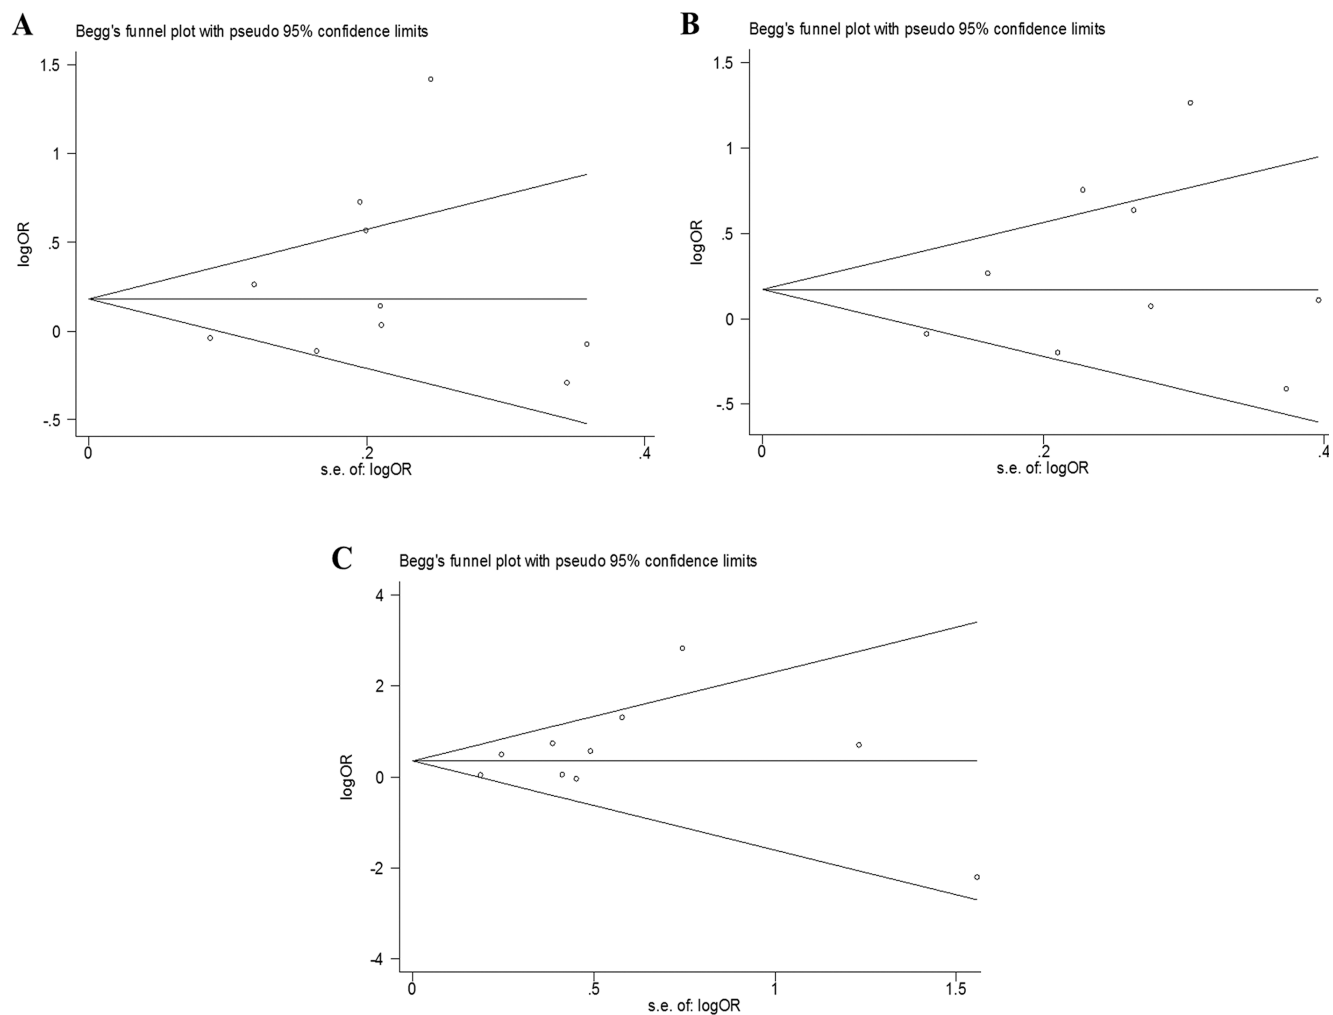 A
Begg's funnel plot with pseudo 95% confidence limits
1.5
1
.5
0
-.5
logOR
0
.2
.4
s.e. of: logOR
B
Begg's funnel plot with pseudo 95% confidence limits
1.5
1
.5
0
-.5
logOR
0
.2
.4
s.e. of: logOR
C
Begg's funnel plot with pseudo 95% confidence limits
4
2
0
-2
-4
logOR
0
.5
1
1.5
s.e. of: logOR